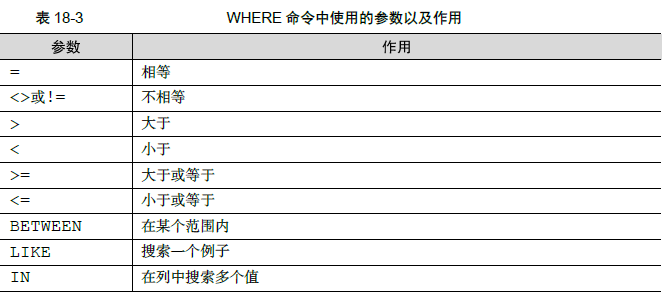 表 18-3 WHERE 命令中使用的参数以及作用
参数 作用
= 相等
<>或!= 不相等
> 大于
< 小于
>= 大于或等于
<= 小于或等于
BETWEEN 在某个范围内
LIKE 搜索一个例子
IN 在列中搜索多个值